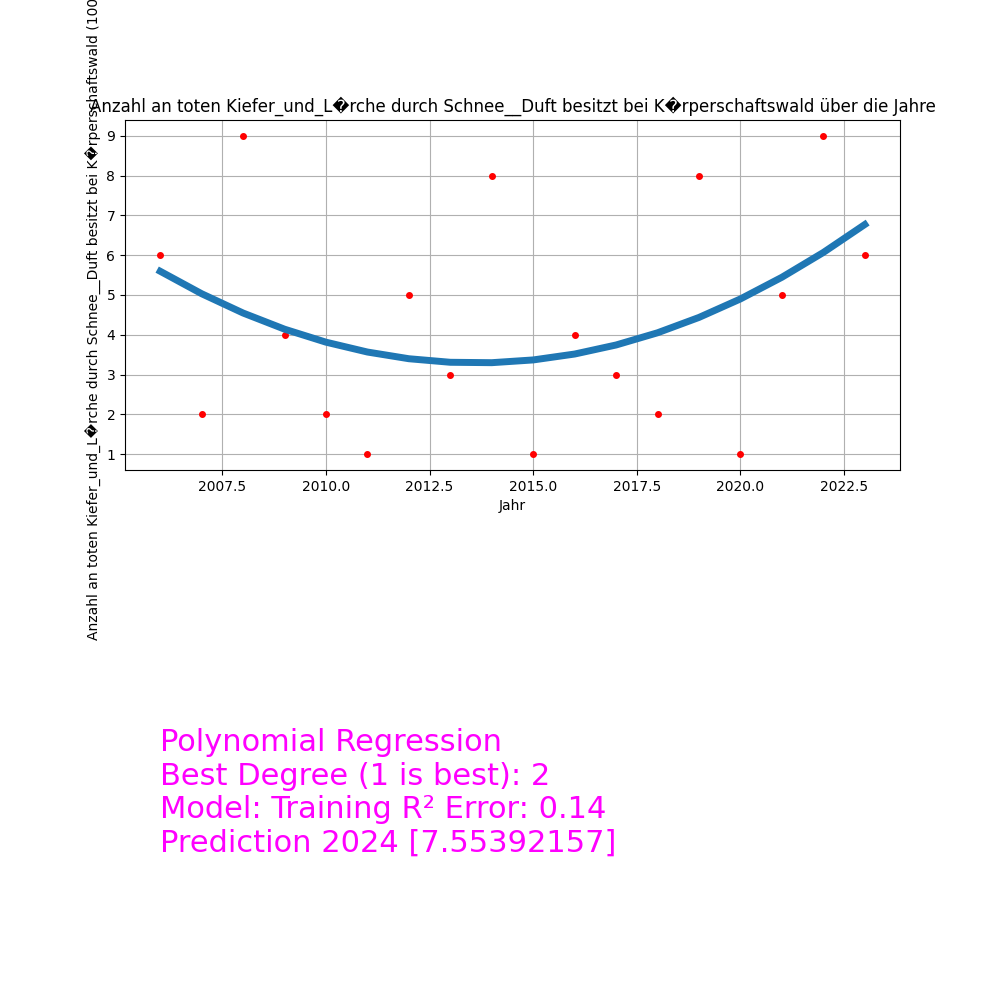 Anzahl an toten Kiefer_und_L�rche durch Schnee__Duft besitzt bei K�rperschaftswald über die Jahre
Anzahl an toten Kiefer_und_L�rche durch Schnee__Duft besitzt bei K�rperschaftswald (100
9
8
7
6
5
4
3
2
1
2007.5 2010.0 2012.5 2015.0 2017.5 2020.0 2022.5
Jahr
Polynomial Regression
Best Degree (1 is best): 2
Model: Training R² Error: 0.14
Prediction 2024 [7.55392157]